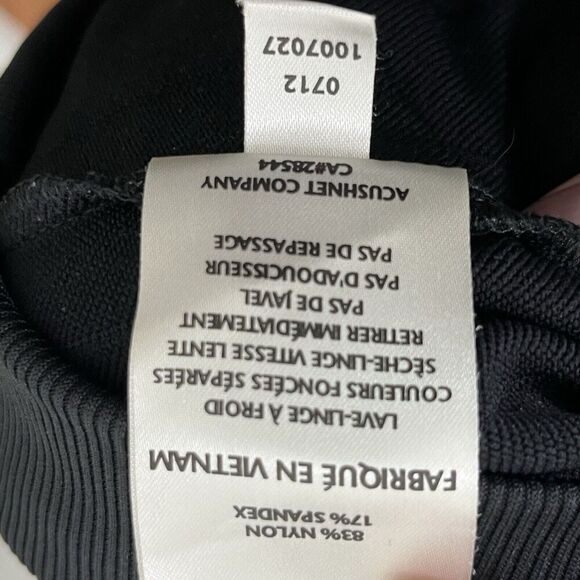 83% NYLON
17% SPANDEX
FABRIQUÉ EN VIETNAM
LAVE-LINGE À FROID
COULEURS FONCÉES SÉPARÉES
SÈCHE-LINGE VITESSE LENTE
RETIRER IMMÉDIATEMENT
PAS DE JAVEL
PAS D'ADOUCISSEUR
PAS DE REPASSAGE
ACUSHNET COMPANY
CA#28544
0712
1007027